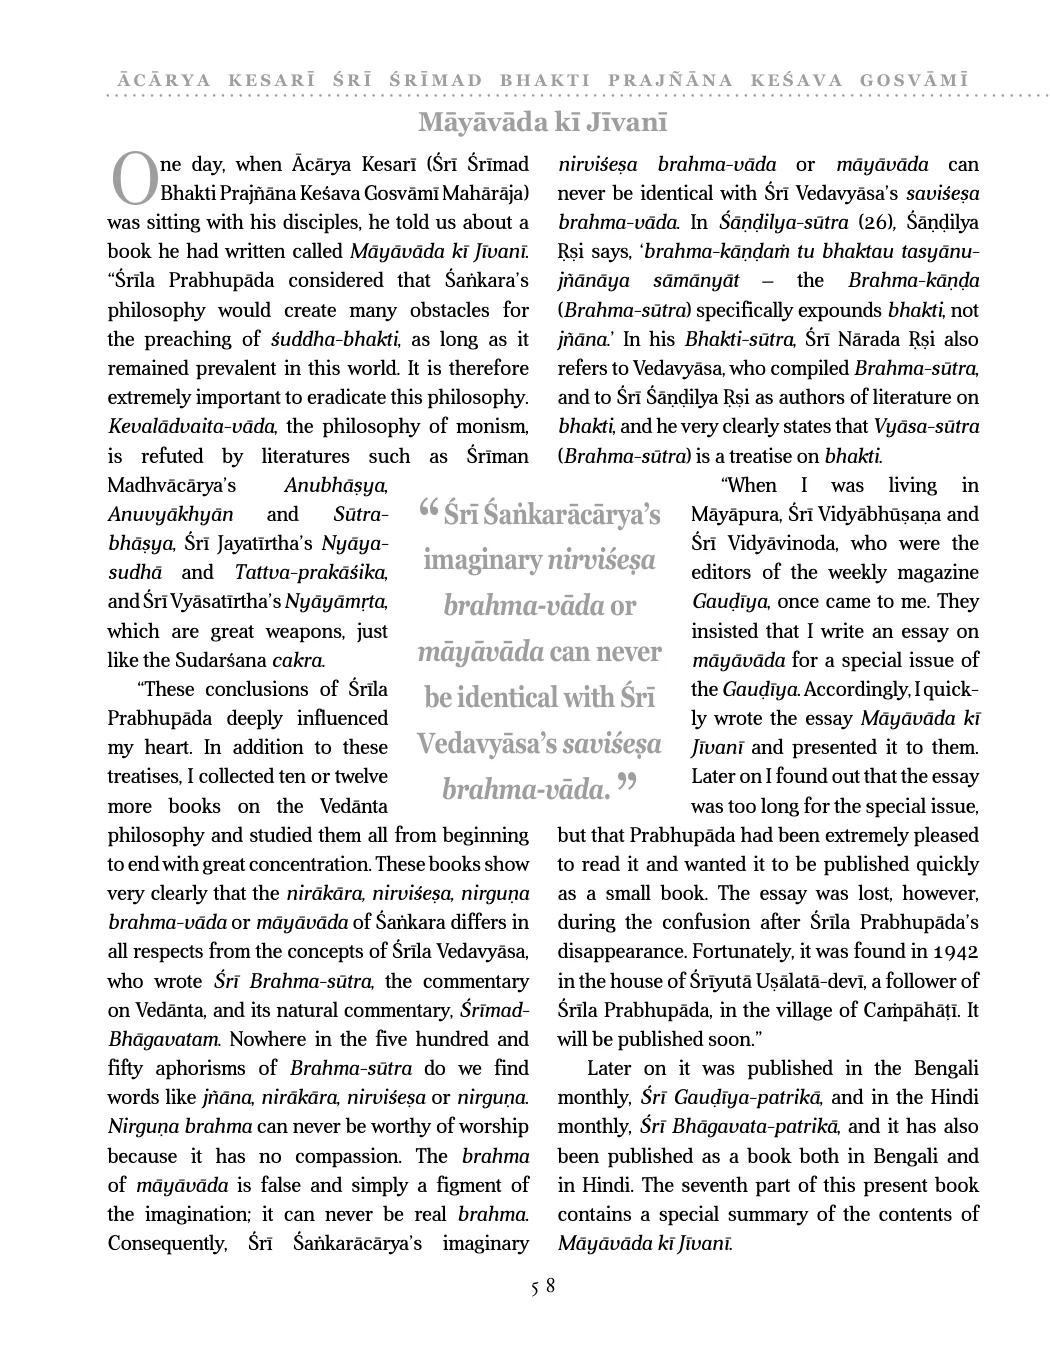 ĀCĀRYA KESARĪ ŚRĪ ŚRĪMAD BHAKTI PRAJÑĀNA KEŚAVA GOSVĀMĪ
Māyāvāda kī Jīvanī
One day, when Ācārya Kesarī (Śrī Śrīmad
Bhakti Prajñāna Keśava Gosvāmī Mahārāja)
was sitting with his disciples, he told us about a
book he had written called Māyāvāda kī Jīvanī.
“Śrīla Prabhupāda considered that Śaṅkara’s
philosophy would create many obstacles for
the preaching of śuddha-bhakti, as long as it
remained prevalent in this world. It is therefore
extremely important to eradicate this philosophy.
Kevalādvaita-vāda, the philosophy of monism,
is refuted by literatures such as Śrīman
Madhvācārya’s Anubhāṣya,
Anuvyākhyān and Sūtra-
bhāṣya, Śrī Jayatīrtha’s Nyāya-
sudhā and Tattva-prakāśika,
and Śrī Vyāsatīrtha’s Nyāyāmṛta,
which are great weapons, just
like the Sudarśana cakra.
“These conclusions of Śrīla
Prabhupāda deeply influenced
my heart. In addition to these
treatises, I collected ten or twelve
more books on the Vedānta
philosophy and studied them all from beginning
to end with great concentration. These books show
very clearly that the nirākāra, nirviśeṣa, nirguṇa
brahma-vāda or māyāvāda of Śaṅkara differs in
all respects from the concepts of Śrīla Vedavyāsa,
who wrote Śrī Brahma-sūtra, the commentary
on Vedānta, and its natural commentary, Śrīmad-
Bhāgavatam. Nowhere in the five hundred and
fifty aphorisms of Brahma-sūtra do we find
words like jñāna, nirākāra, nirviśeṣa or nirguṇa.
Nirguṇa brahma can never be worthy of worship
because it has no compassion. The brahma
of māyāvāda is false and simply a figment of
the imagination; it can never be real brahma.
Consequently, Śrī Śaṅkarācārya’s imaginary
“Śrī Śaṅkarācārya’s
imaginary nirviśeṣa
brahma-vāda or
māyāvāda can never
be identical with Śrī
Vedavyāsa’s saviśeṣa
brahma-vāda.”
nirviśeṣa brahma-vāda or māyāvāda can
never be identical with Śrī Vedavyāsa’s saviśeṣa
brahma-vāda. In Śāṇḍilya-sūtra (26), Śāṇḍilya
Ṛṣi says, ‘brahma-kāṇḍaṁ tu bhaktau tasyānu-
jñānāya sāmānyāt – the Brahma-kāṇḍa
(Brahma-sūtra) specifically expounds bhakti, not
jñāna.’ In his Bhakti-sūtra, Śrī Nārada Ṛṣi also
refers to Vedavyāsa, who compiled Brahma-sūtra,
and to Śrī Śāṇḍilya Ṛṣi as authors of literature on
bhakti, and he very clearly states that Vyāsa-sūtra
(Brahma-sūtra) is a treatise on bhakti.
“When I was living in
Māyāpura, Śrī Vidyābhūṣaṇa and
Śrī Vidyāvinoda, who were the
editors of the weekly magazine
Gauḍīya, once came to me. They
insisted that I write an essay on
māyāvāda for a special issue of
the Gauḍīya. Accordingly, I quick-
ly wrote the essay Māyāvāda kī
Jīvanī and presented it to them.
Later on I found out that the essay
was too long for the special issue,
but that Prabhupāda had been extremely pleased
to read it and wanted it to be published quickly
as a small book. The essay was lost, however,
during the confusion after Śrīla Prabhupāda’s
disappearance. Fortunately, it was found in 1942
in the house of Śrīyutā Uṣālatā-devī, a follower of
Śrīla Prabhupāda, in the village of Caṁpāhāṭī. It
will be published soon.”
Later on it was published in the Bengali
monthly, Śrī Gauḍīya-patrikā, and in the Hindi
monthly, Śrī Bhāgavata-patrikā, and it has also
been published as a book both in Bengali and
in Hindi. The seventh part of this present book
contains a special summary of the contents of
Māyāvāda kī Jīvanī.
58